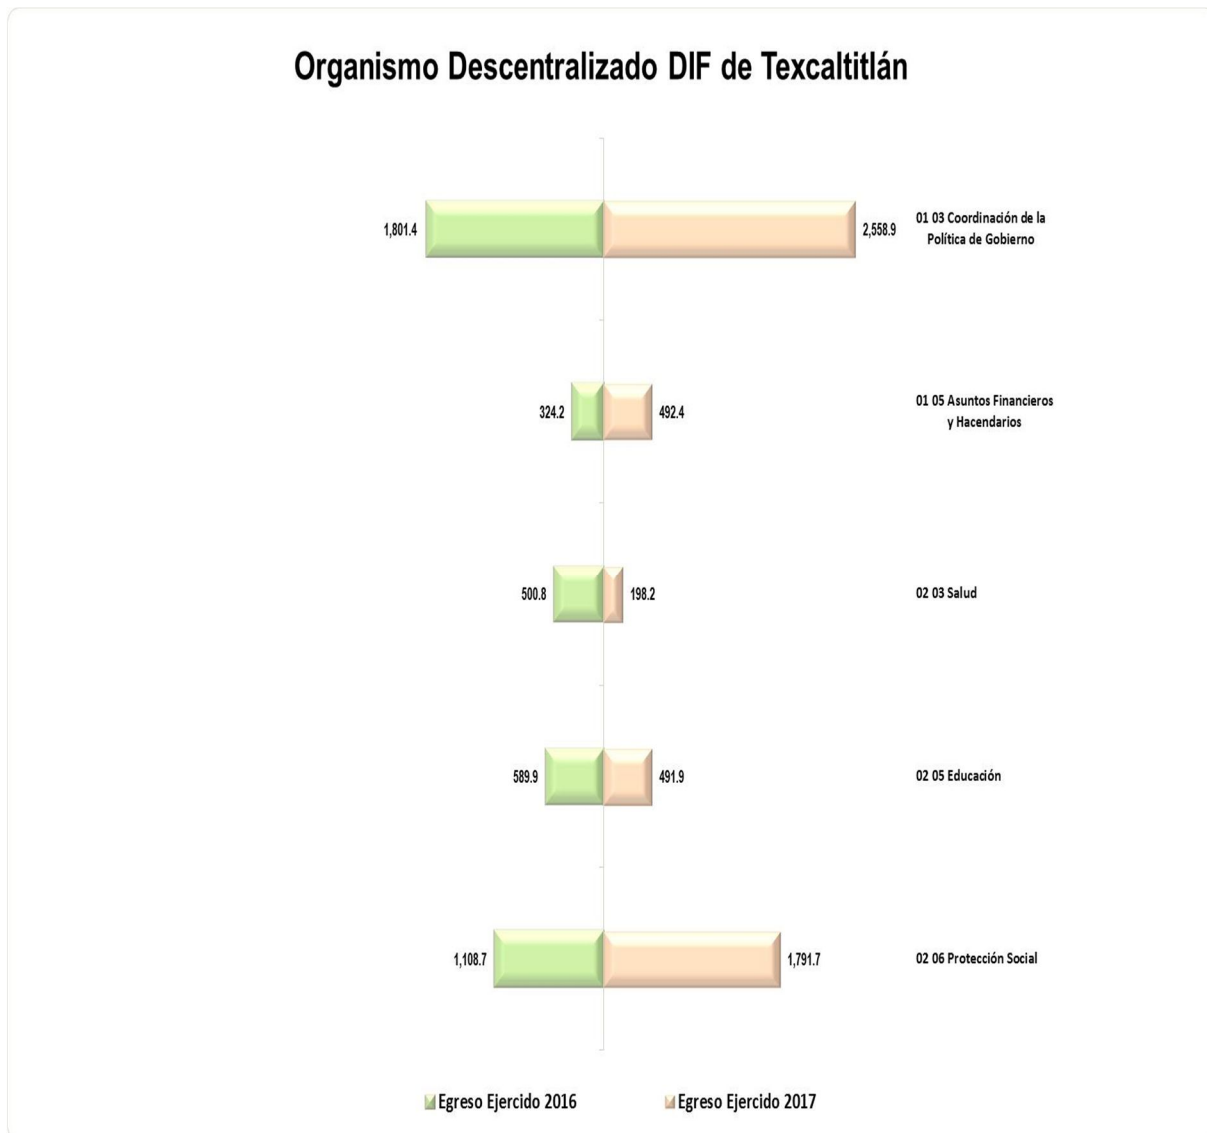 Organismo Descentralizado DIF de Texcaltitlán
1,801.4
2,558.9
01 03 Coordinación de la
Política de Gobierno
324.2
492.4
01 05 Asuntos Financieros
y Hacendarios
500.8
198.2
02 03 Salud
589.9
491.9
02 05 Educación
1,108.7
1,791.7
02 06 Protección Social
Egreso Ejercido 2016
Egreso Ejercido 2017